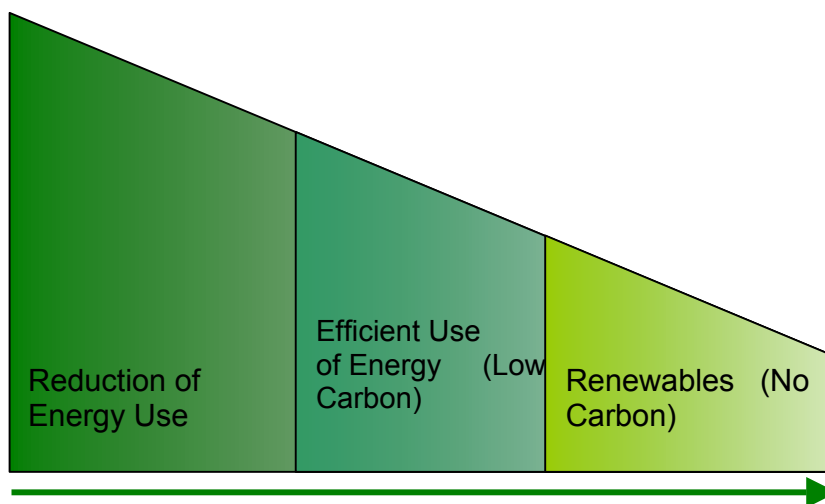 Reduction of
Energy Use
Efficient Use
of Energy (Low
Carbon)
Renewables (No
Carbon)